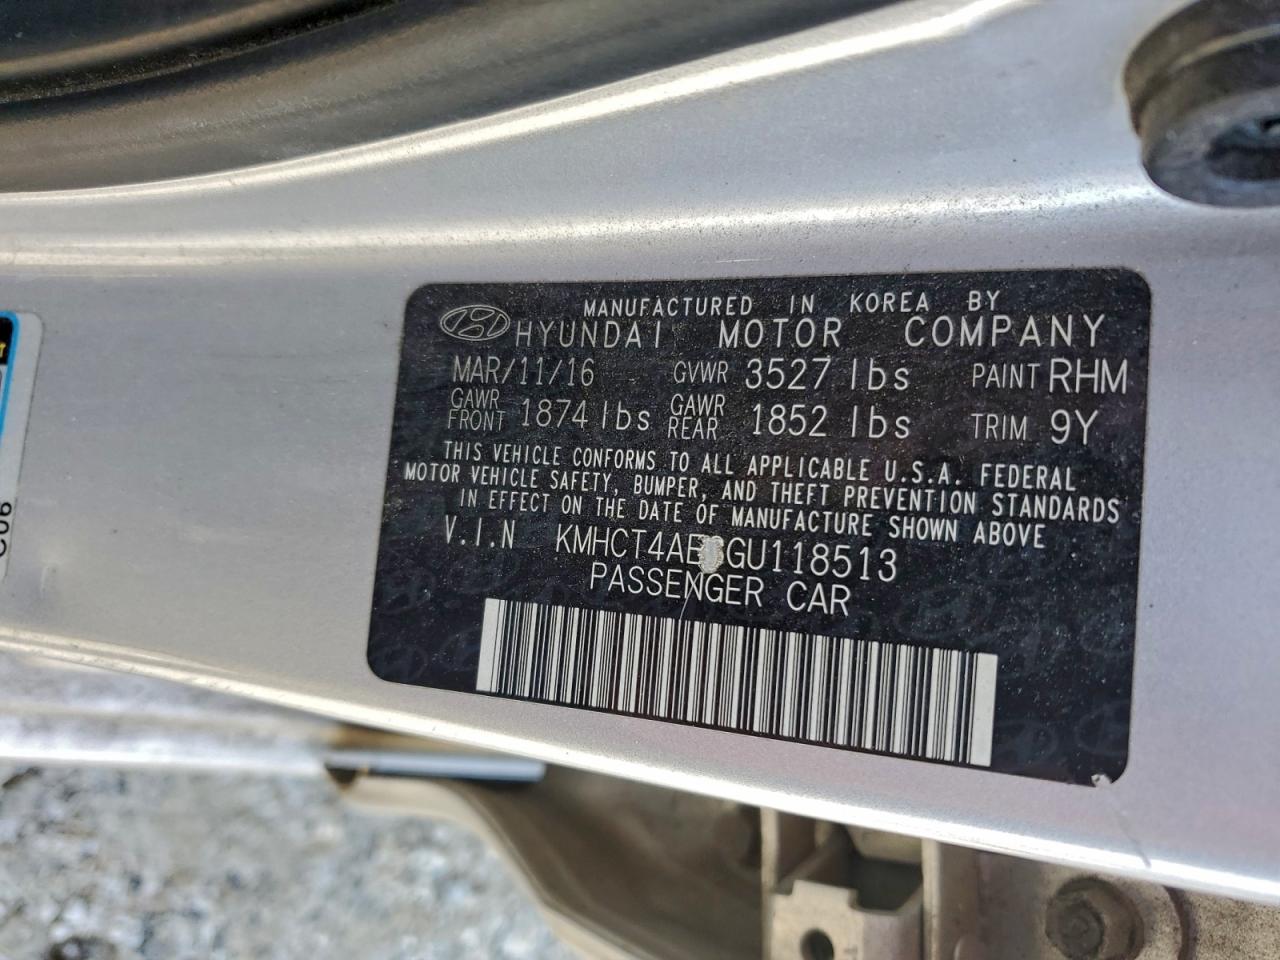 MANUFACTURED IN KOREA BY
HYUNDAI MOTOR COMPANY
MAR/11/16 GVWR 3527 lbs PAINT RHM
GAWR FRONT 1874 lbs GAWR REAR 1852 lbs TRIM 9Y
THIS VEHICLE CONFORMS TO ALL APPLICABLE U.S.A. FEDERAL
MOTOR VEHICLE SAFETY, BUMPER, AND THEFT PREVENTION STANDARDS
IN EFFECT ON THE DATE OF MANUFACTURE SHOWN ABOVE
V.I.N
PASSENGER CAR